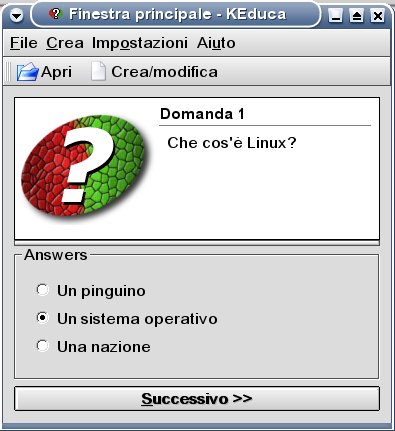 Finestra principale - KEduca
File Crea Impostazioni Aiuto
Apri Crea/modifica
?
Domanda 1
Che cos'è Linux?
Answers
Un pinguino
Un sistema operativo
Una nazione
Successivo >>